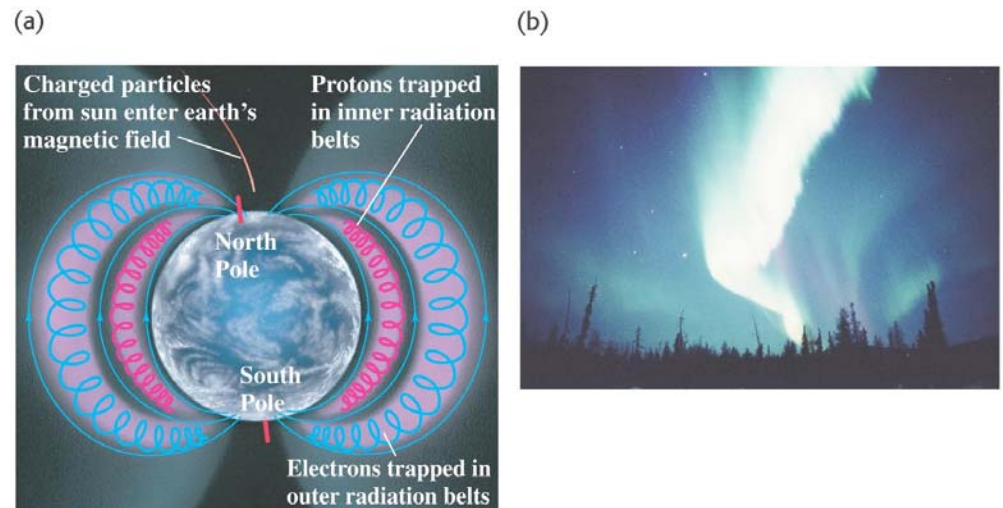 (a)
Charged particles
from sun enter earth's
magnetic field
Protons trapped
in inner radiation
belts
North
Pole
South
Pole
Electrons trapped in
outer radiation belts
(b)